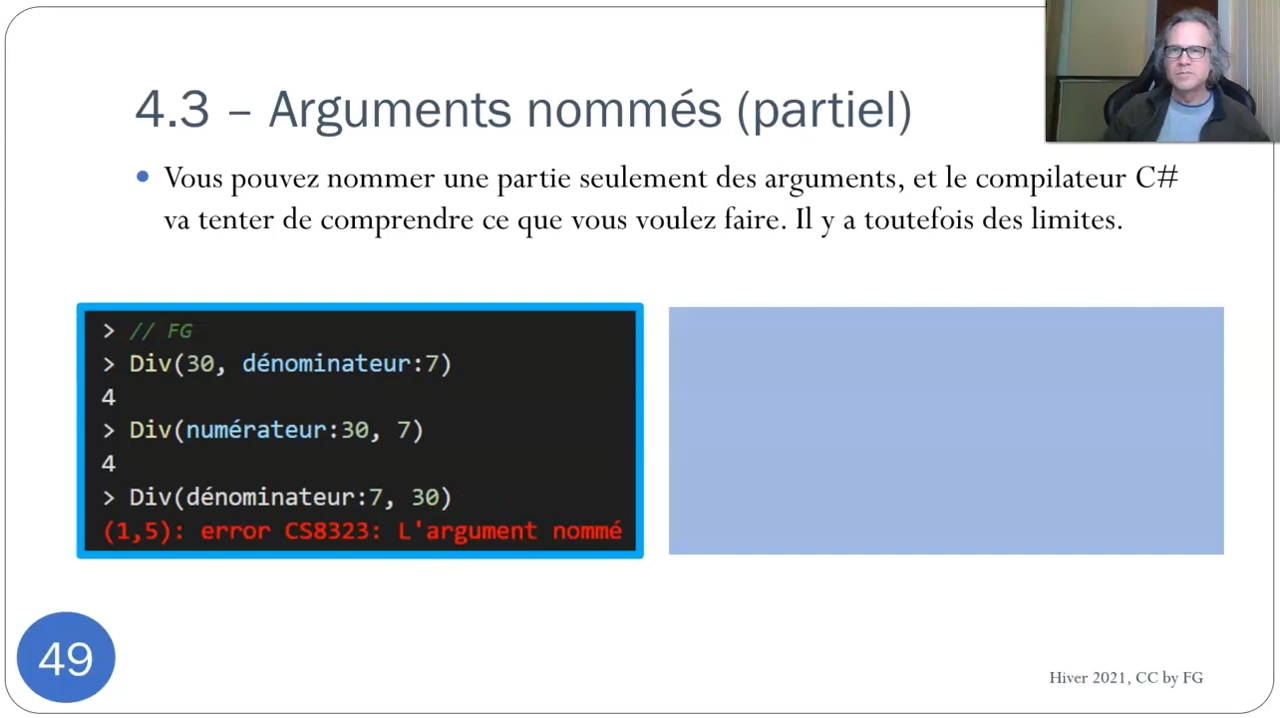 4.3 – Arguments nommés (partiel)
• Vous pouvez nommer une partie seulement des arguments, et le compilateur C#
va tenter de comprendre ce que vous voulez faire. Il y a toutefois des limites.
> // FG
> Div(30, dénominateur:7)
4
> Div(numérateur:30, 7)
4
> Div(dénominateur:7, 30)
(1,5): error CS8323: L'argument nommé
49
Hiver 2021, CC by FG